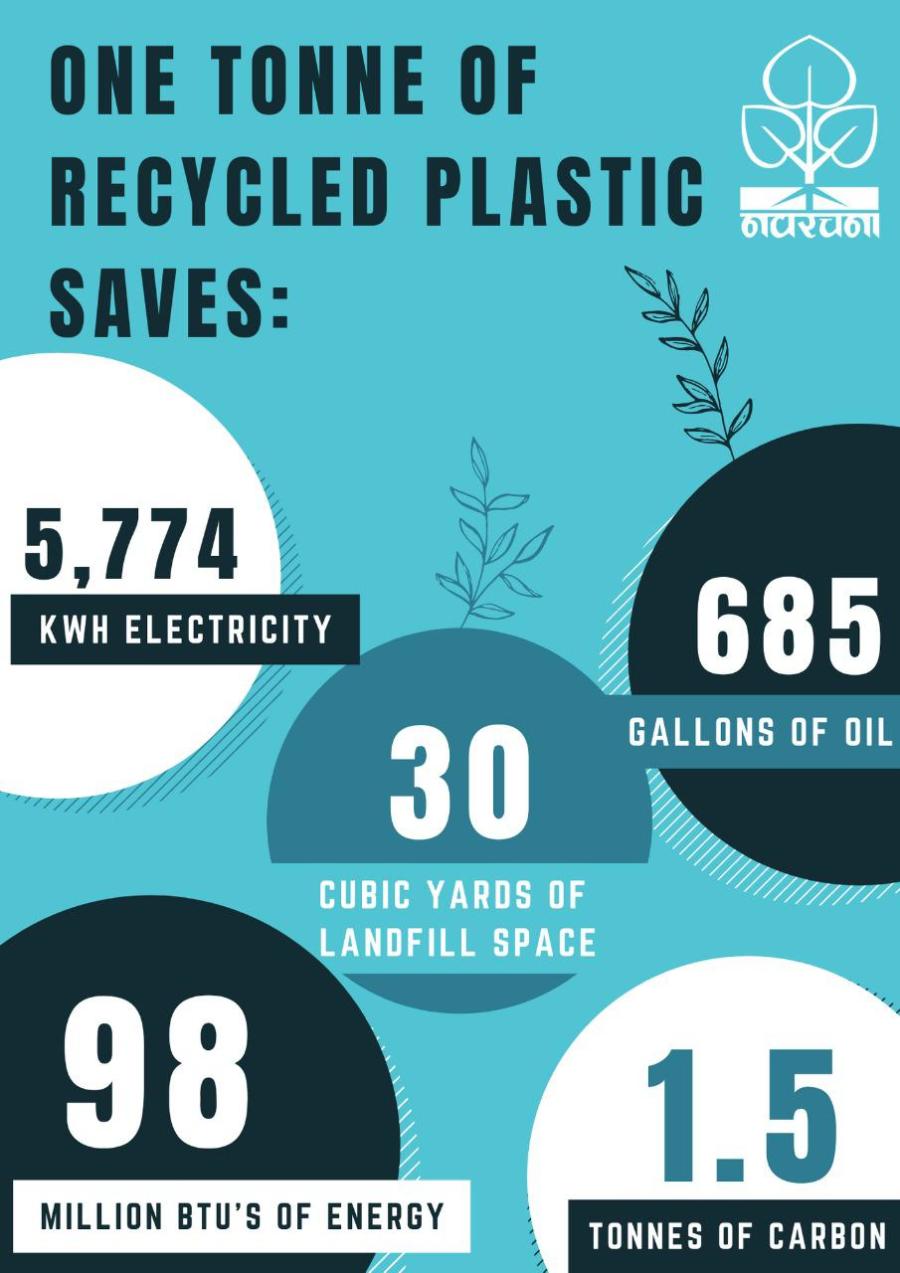 ONE TONNE OF
RECYCLED PLASTIC
SAVES:
नवरचना
5,774
KWH ELECTRICITY
685
GALLONS OF OIL
30
CUBIC YARDS OF
LANDFILL SPACE
98
MILLION BTU'S OF ENERGY
1.5
TONNES OF CARBON